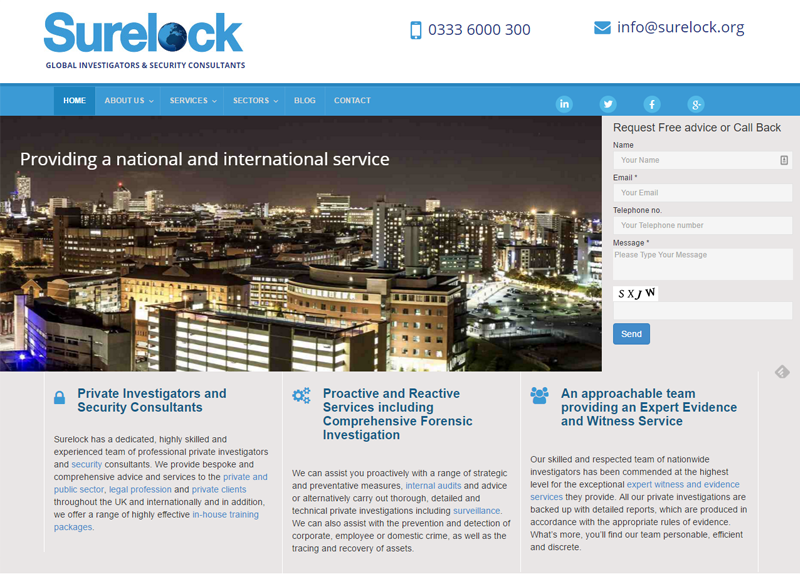 Surelock
GLOBAL INVESTIGATORS & SECURITY CONSULTANTS
0333 6000 300
info@surelock.org
HOME
ABOUT US
SERVICES
SECTORS
BLOG
CONTACT
Providing a national and international service
Request Free advice or Call Back
Name
Your Name
Email *
Your Email
Telephone no.
Your Telephone number
Message *
Please Type Your Message
SXJW
Send
Private Investigators and
Security Consultants
Surelock has a dedicated, highly skilled and
experienced team of professional private investigators
and security consultants. We provide bespoke and
comprehensive advice and services to the private and
public sector, legal profession and private clients
throughout the UK and internationally and in addition,
we offer a range of highly effective in-house training
packages.
Proactive and Reactive
Services including
Comprehensive Forensic
Investigation
We can assist you proactively with a range of strategic
and preventative measures, internal audits and advice
or alternatively carry out thorough, detailed and
technical private investigations including surveillance.
We can also assist with the prevention and detection of
corporate, employee or domestic crime, as well as the
tracing and recovery of assets.
An approachable team
providing an Expert Evidence
and Witness Service
Our skilled and respected team of nationwide
investigators has been commended at the highest
level for the exceptional expert witness and evidence
services they provide. All our private investigations are
backed up with detailed reports, which are produced in
accordance with the appropriate rules of evidence.
What's more, you'll find our team personable, efficient
and discrete.